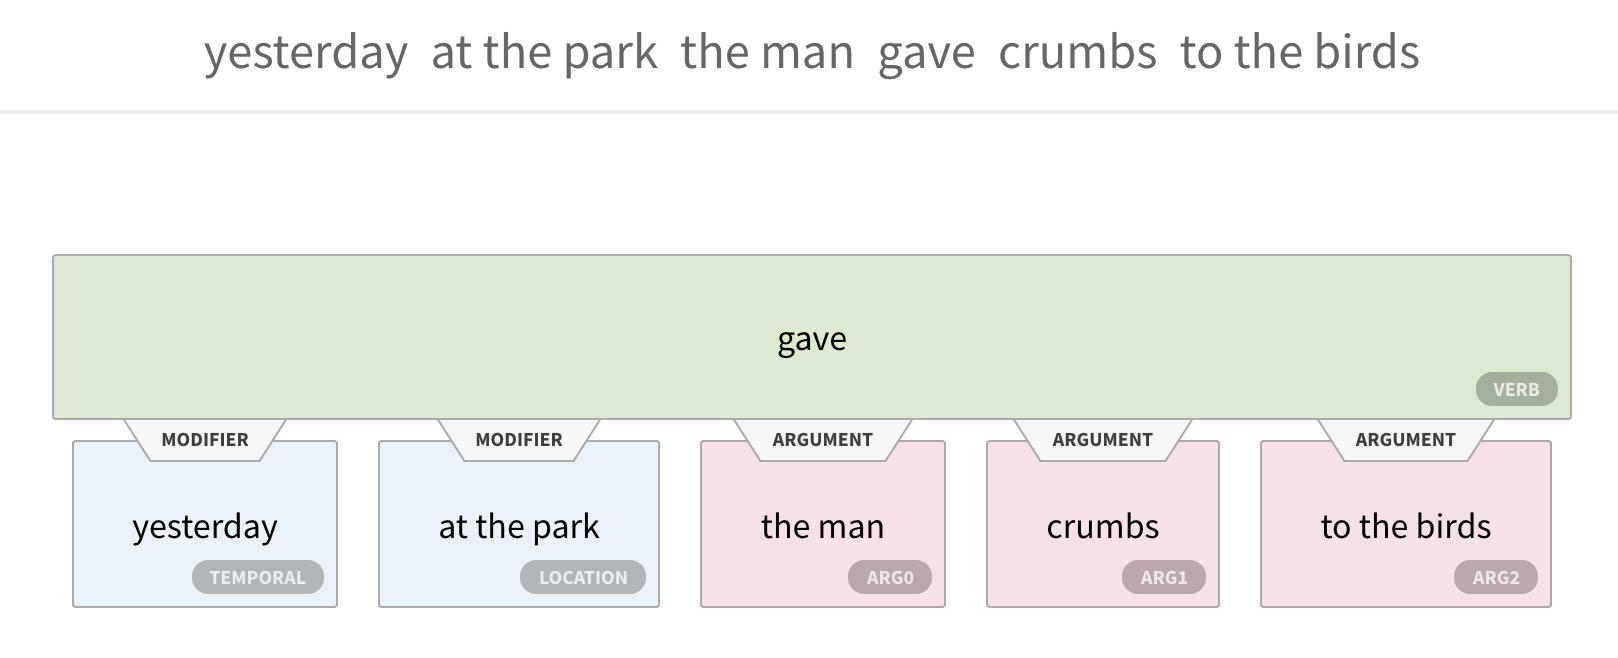 yesterday at the park the man gave crumbs to the birds
gave
VERB
MODIFIER MODIFIER ARGUMENT ARGUMENT ARGUMENT
yesterday at the park the man crumbs to the birds
TEMPORAL LOCATION ARG0 ARG1 ARG2